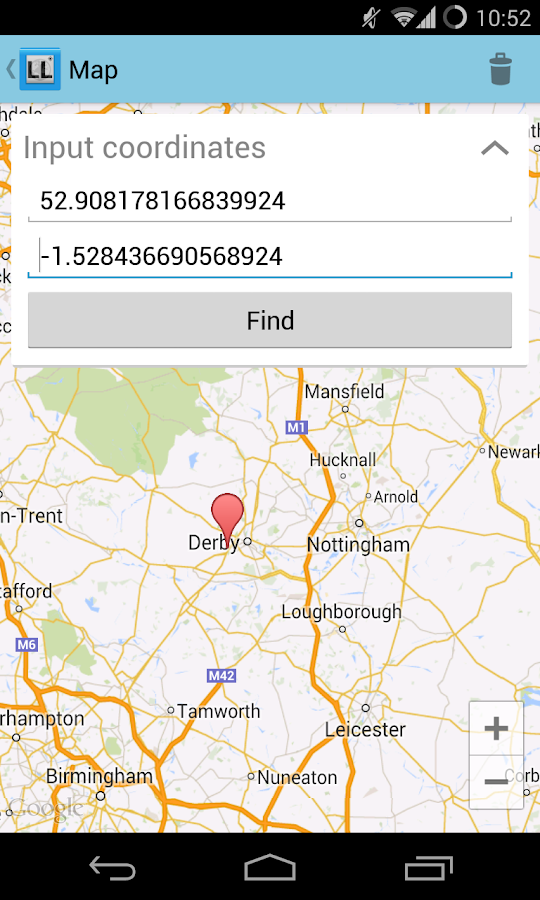 10:52
LL Map
Input coordinates
52.908178166839924
-1.528436690568924
Find
Mansfield
M1
Hucknall
Newark
Arnold
n-Trent
Derby
Nottingham
tafford
Loughborough
M6
M42
rhampton
Tamworth
Leicester
+
Birmingham
Nuneaton
−
Corb
Google